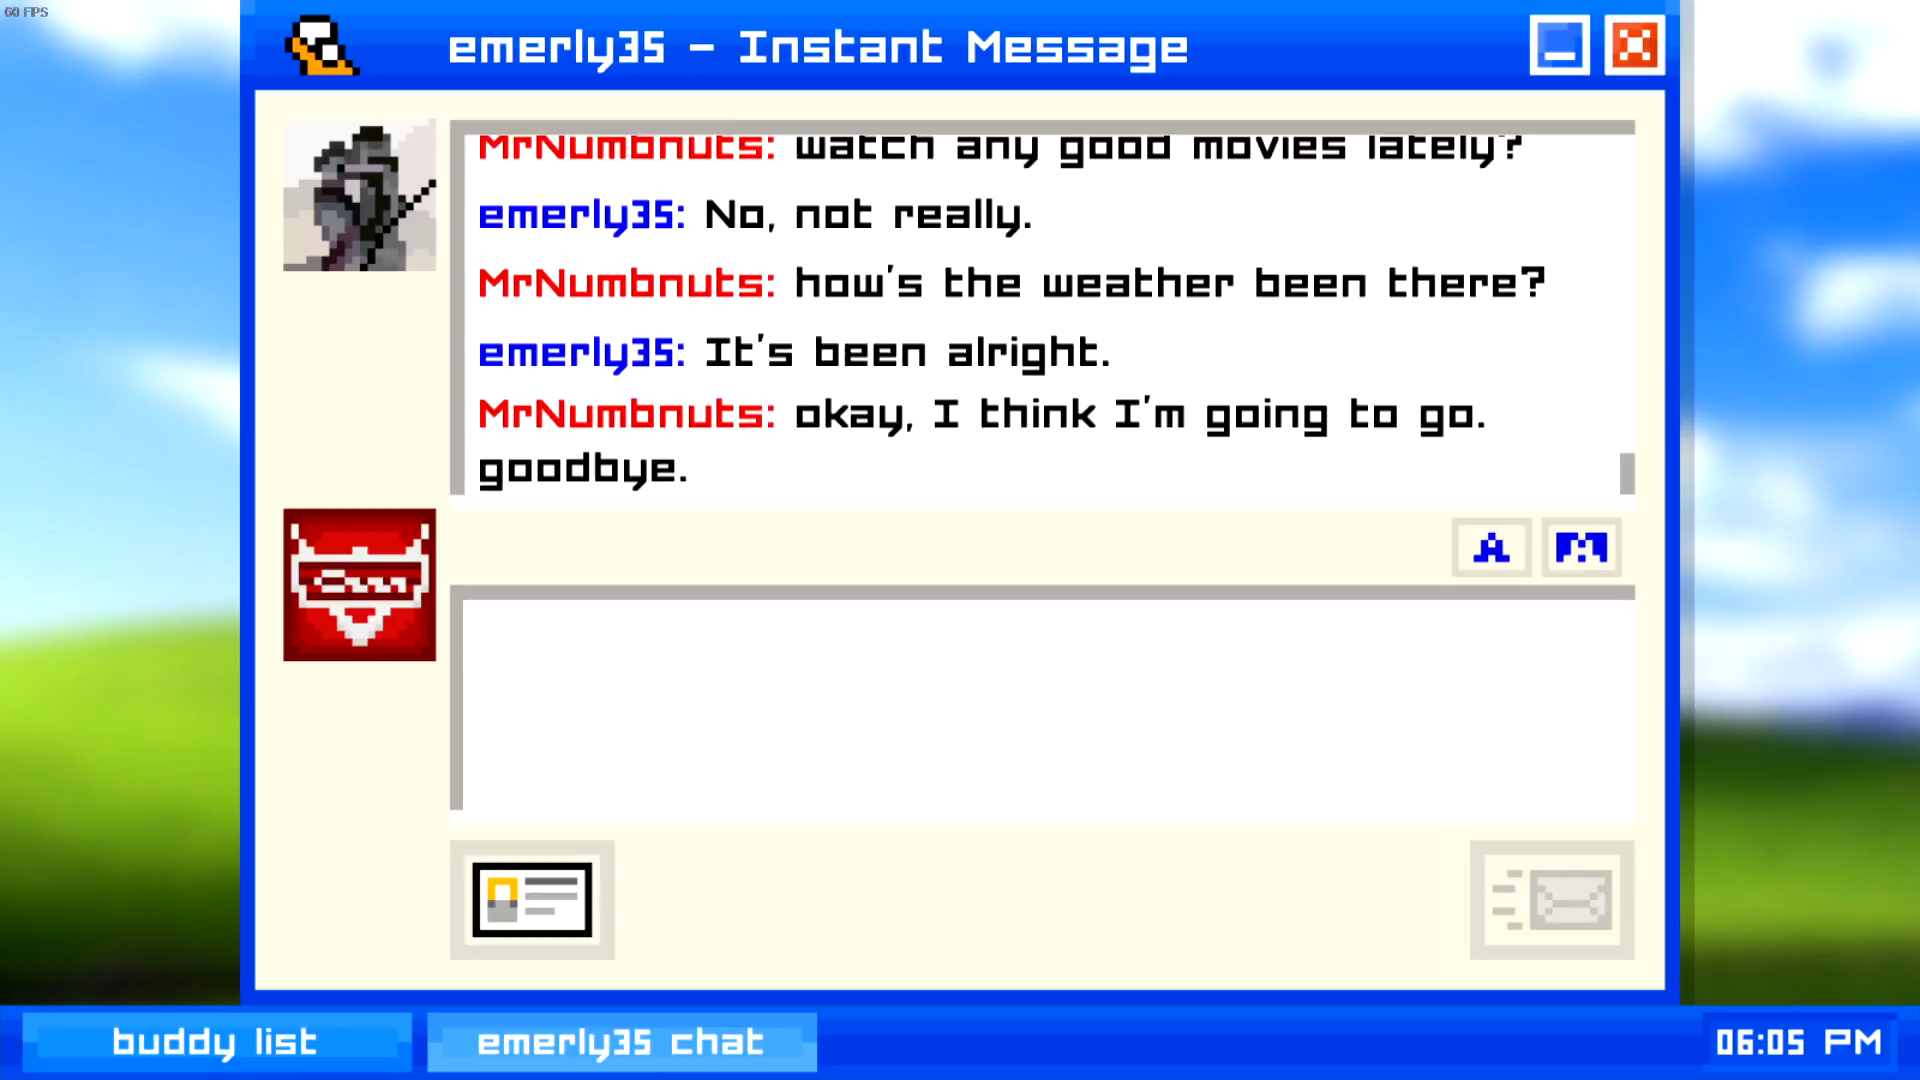 60 FPS
emerly35 - Instant Message
MrNumbnuts: watch any good movies lately?
emerly35: No, not really.
MrNumbnuts: how's the weather been there?
emerly35: It's been alright.
MrNumbnuts: okay, I think I'm going to go.
goodbye.
A
buddy list
emerly35 chat
06:05 PM